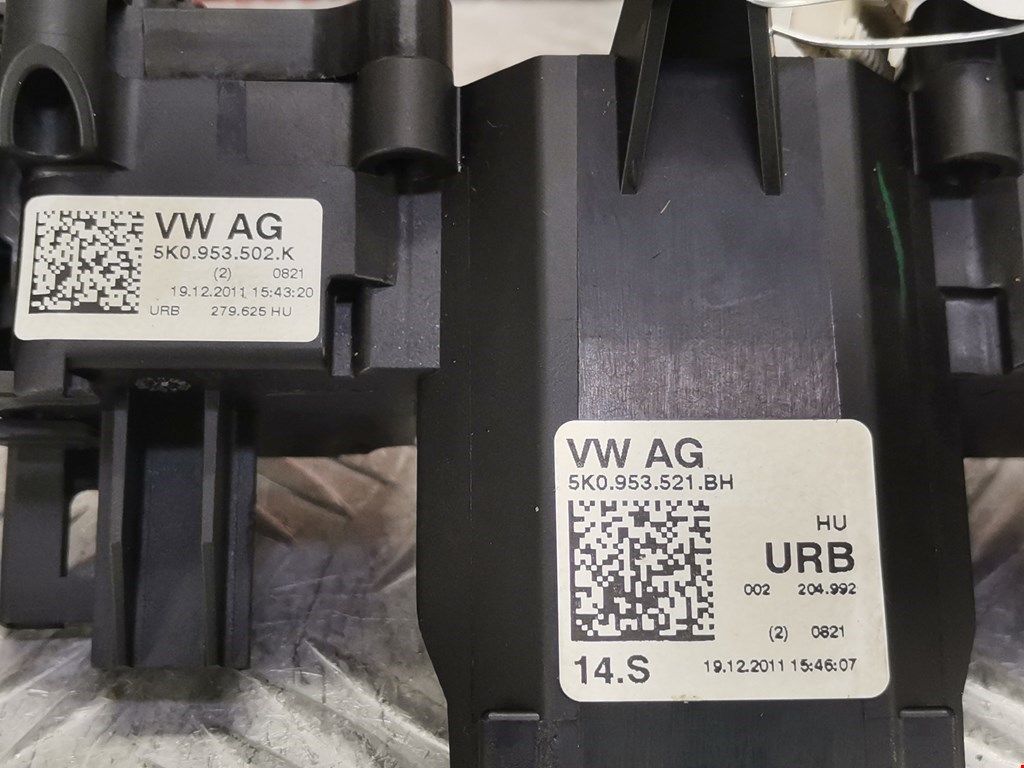 VW AG
5K0.953.502.K
(2) 0821
19.12.2011 15:43:20
URB 279.625 HU
VW AG
5K0.953.521.BH
HU
URB
002 204.992
(2) 0821
14.S 19.12.2011 15:46:07